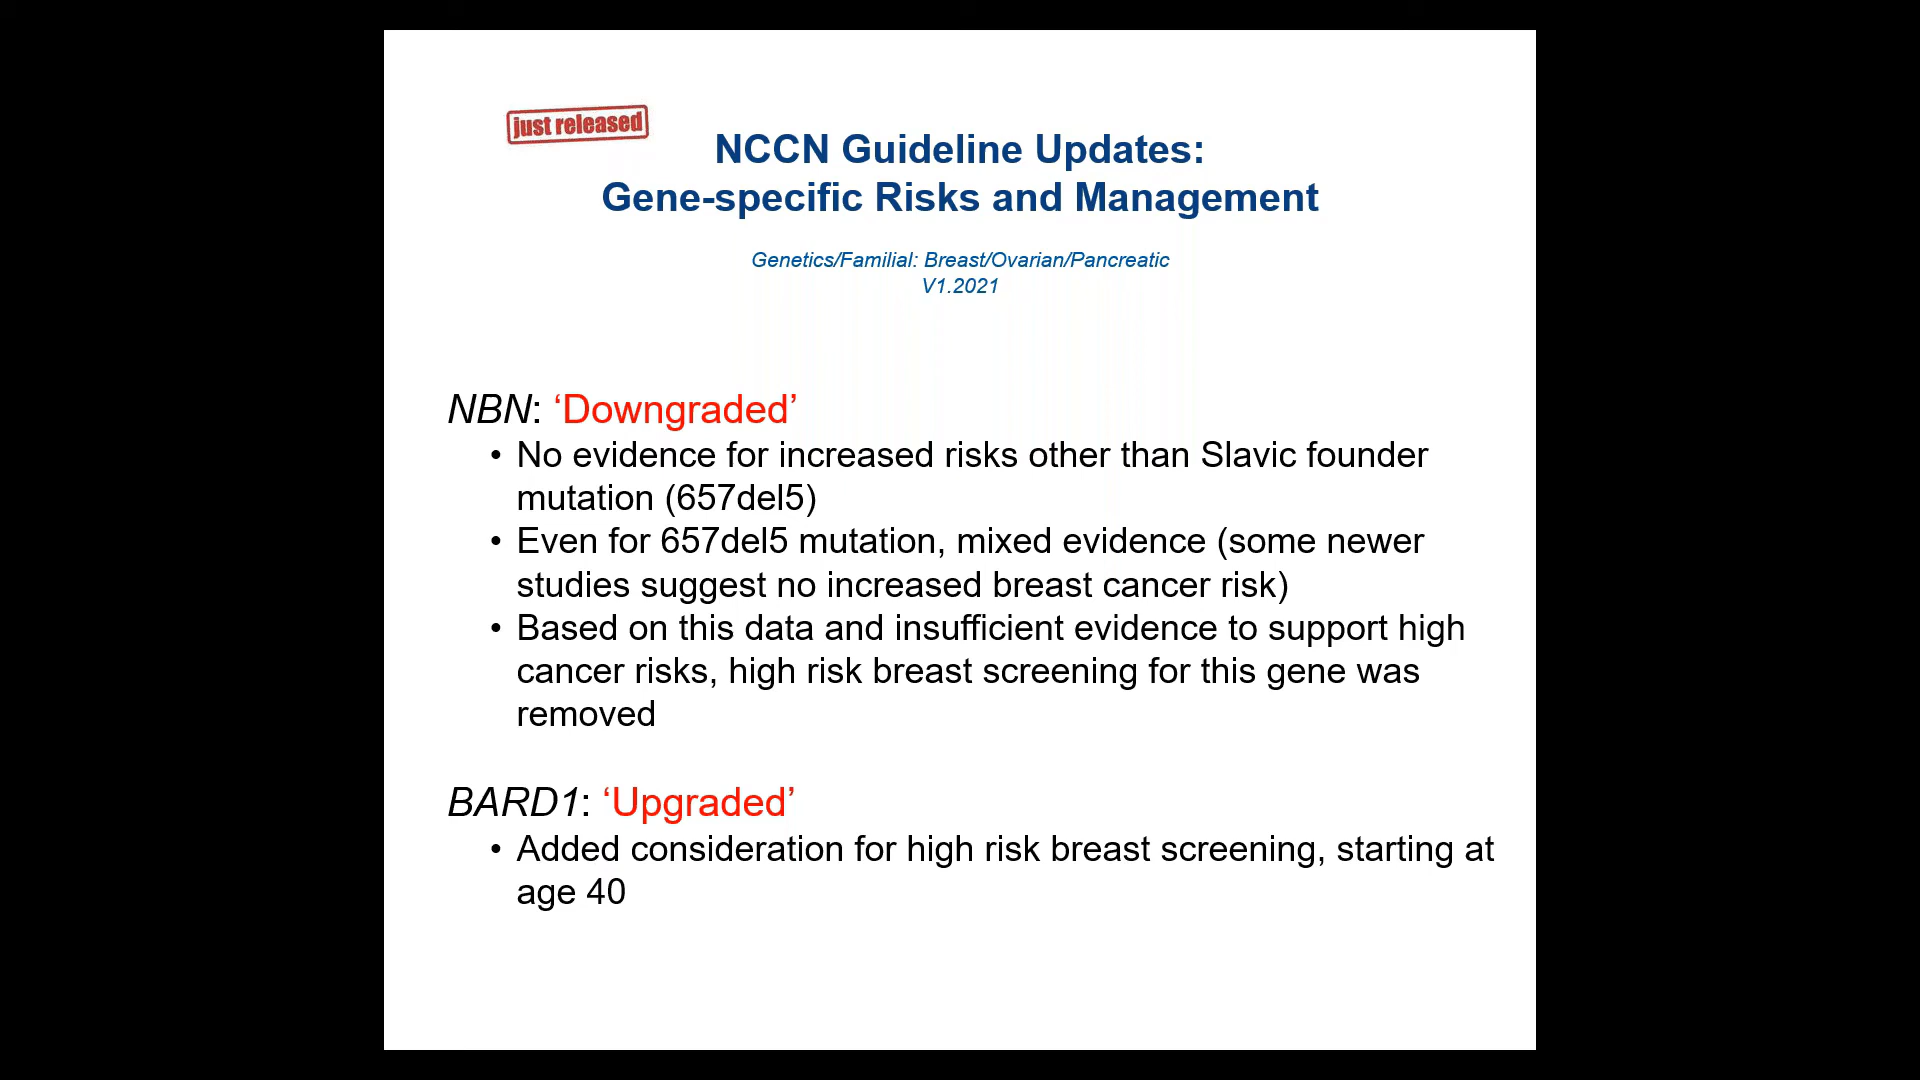 just released
NCCN Guideline Updates:
Gene-specific Risks and Management
Genetics/Familial: Breast/Ovarian/Pancreatic
V1.2021
NBN: ‘Downgraded’
• No evidence for increased risks other than Slavic founder
mutation (657del5)
• Even for 657del5 mutation, mixed evidence (some newer
studies suggest no increased breast cancer risk)
• Based on this data and insufficient evidence to support high
cancer risks, high risk breast screening for this gene was
removed
BARD1: ‘Upgraded’
• Added consideration for high risk breast screening, starting at
age 40